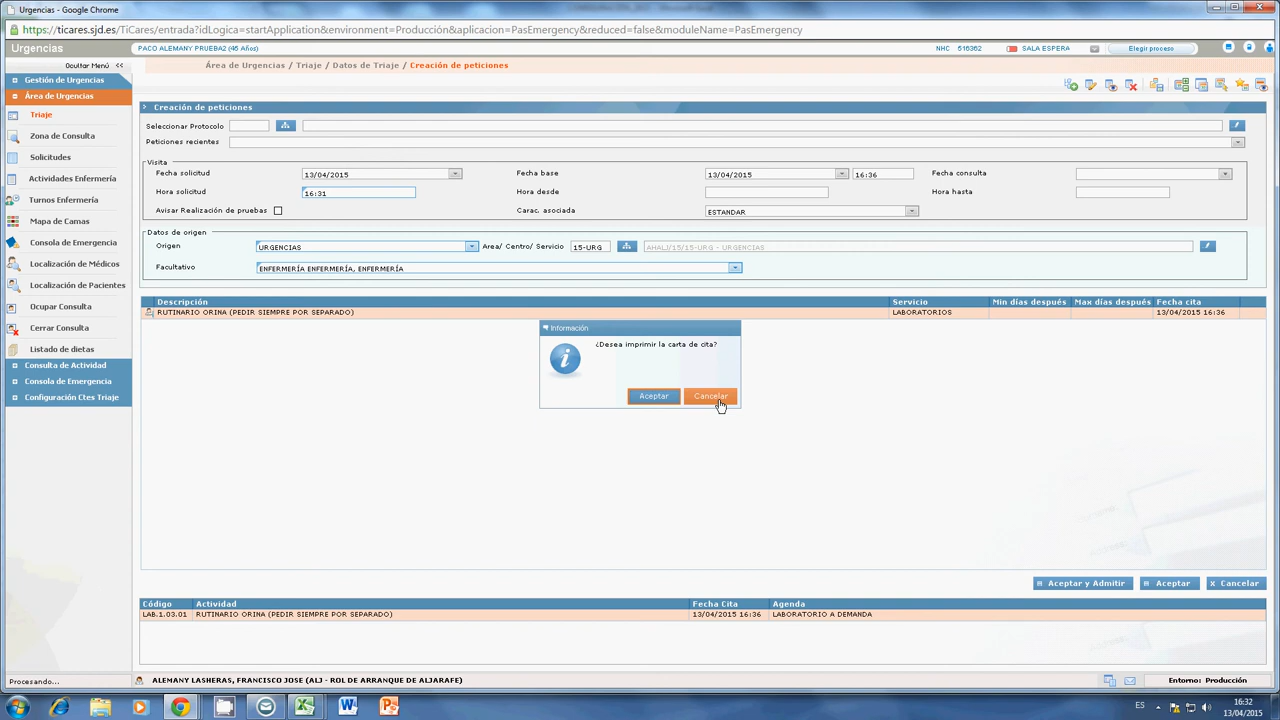 Urgencias - Google Chrome
https://ticares.sjd.es/TiCares/entrada?idLogica=startApplication&environment=Producción&aplicacion=PasEmergency&reduced=false&moduleName=PasEmergency
Urgencias
PACO ALEMANY PRUEBA2 (46 Años)
NHC 516362
SALA ESPERA
Elegir proceso
Ocultar Menú <<
Área de Urgencias / Triaje / Datos de Triaje / Creación de peticiones
Gestión de Urgencias
Área de Urgencias
Triaje
Zona de Consulta
Solicitudes
Actividades Enfermería
Turnos Enfermería
Mapa de Camas
Consola de Emergencia
Localización de Médicos
Localización de Pacientes
Ocupar Consulta
Cerrar Consulta
Listado de dietas
Consulta de Actividad
Consola de Emergencia
Configuración Ctes Triaje
Creación de peticiones
Seleccionar Protocolo
Peticiones recientes
Visita
Fecha solicitud 13/04/2015 Fecha base 13/04/2015 16:36 Fecha consulta
Hora solicitud 16:31 Hora desde Hora hasta
Avisar Realización de pruebas Carac. asociada ESTANDAR
Datos de origen
Origen URGENCIAS Area/ Centro/ Servicio 15-URG AHALJ/15/15-URG - URGENCIAS
Facultativo ENFERMERÍA ENFERMERÍA, ENFERMERÍA
Descripción Servicio Min días después Max días después Fecha cita
RUTINARIO ORINA (PEDIR SIEMPRE POR SEPARADO) LABORATORIOS 13/04/2015 16:36
Información
¿Desea imprimir la carta de cita?
Aceptar Cancelar
Aceptar y Admitir Aceptar x Cancelar
Código Actividad Fecha Cita Agenda
LAB.1.03.01 RUTINARIO ORINA (PEDIR SIEMPRE POR SEPARADO) 13/04/2015 16:36 LABORATORIO A DEMANDA
Procesando...
ALEMANY LASHERAS, FRANCISCO JOSE (ALJ - ROL DE ARRANQUE DE ALJARAFE)
Entorno: Producción
ES
16:32
13/04/2015